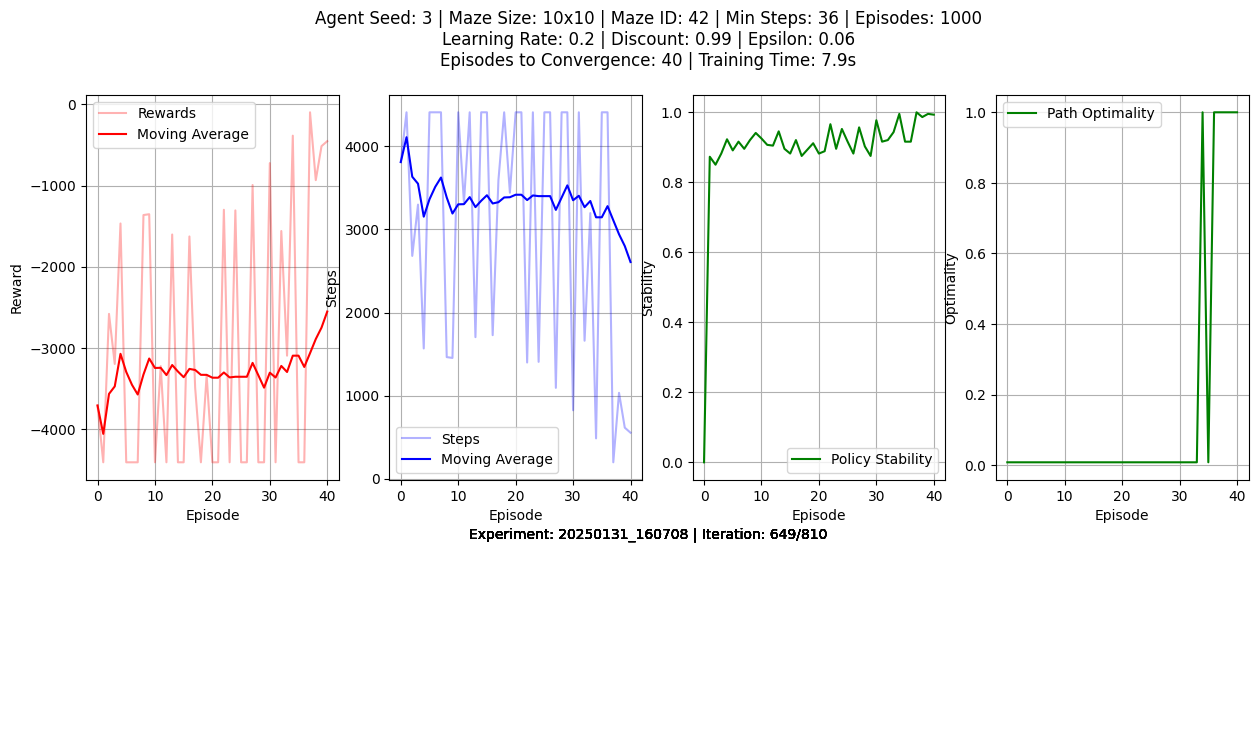 Agent Seed: 3 | Maze Size: 10x10 | Maze ID: 42 | Min Steps: 36 | Episodes: 1000
Learning Rate: 0.2 | Discount: 0.99 | Epsilon: 0.06
Episodes to Convergence: 40 | Training Time: 7.9s
Rewards
Moving Average
0
−1000
−2000
−3000
−4000
Reward
0 10 20 30 40
Episode
4000
3000
2000
1000
0
Steps
Steps
Moving Average
0 10 20 30 40
Episode
1.0
0.8
0.6
0.4
0.2
0.0
Stability
Policy Stability
0 10 20 30 40
Episode
Path Optimality
1.0
0.8
0.6
0.4
0.2
0.0
Optimality
0 10 20 30 40
Episode
Experiment: 20250131_160708 | Iteration: 649/810